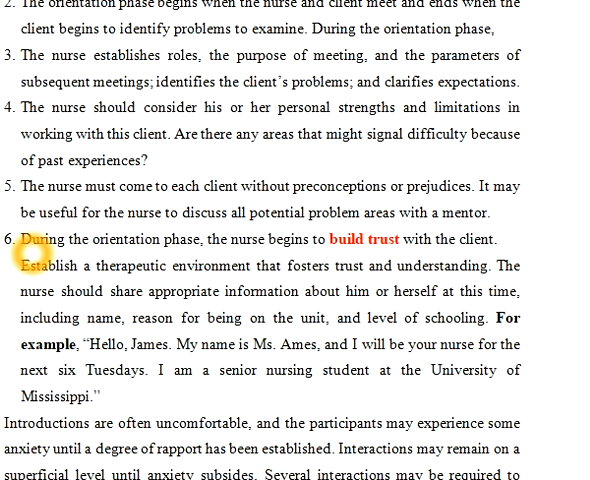 2. The orientation phase begins when the nurse and client meet and ends when the
client begins to identify problems to examine. During the orientation phase,
3. The nurse establishes roles, the purpose of meeting, and the parameters of
subsequent meetings; identifies the client's problems; and clarifies expectations.
4. The nurse should consider his or her personal strengths and limitations in
working with this client. Are there any areas that might signal difficulty because
of past experiences?
5. The nurse must come to each client without preconceptions or prejudices. It may
be useful for the nurse to discuss all potential problem areas with a mentor.
6. During the orientation phase, the nurse begins to build trust with the client.
Establish a therapeutic environment that fosters trust and understanding. The
nurse should share appropriate information about him or herself at this time,
including name, reason for being on the unit, and level of schooling. For
example, “Hello, James. My name is Ms. Ames, and I will be your nurse for the
next six Tuesdays. I am a senior nursing student at the University of
Mississippi.”
Introductions are often uncomfortable, and the participants may experience some
anxiety until a degree of rapport has been established. Interactions may remain on a
superficial level until anxiety subsides. Several interactions may be required to